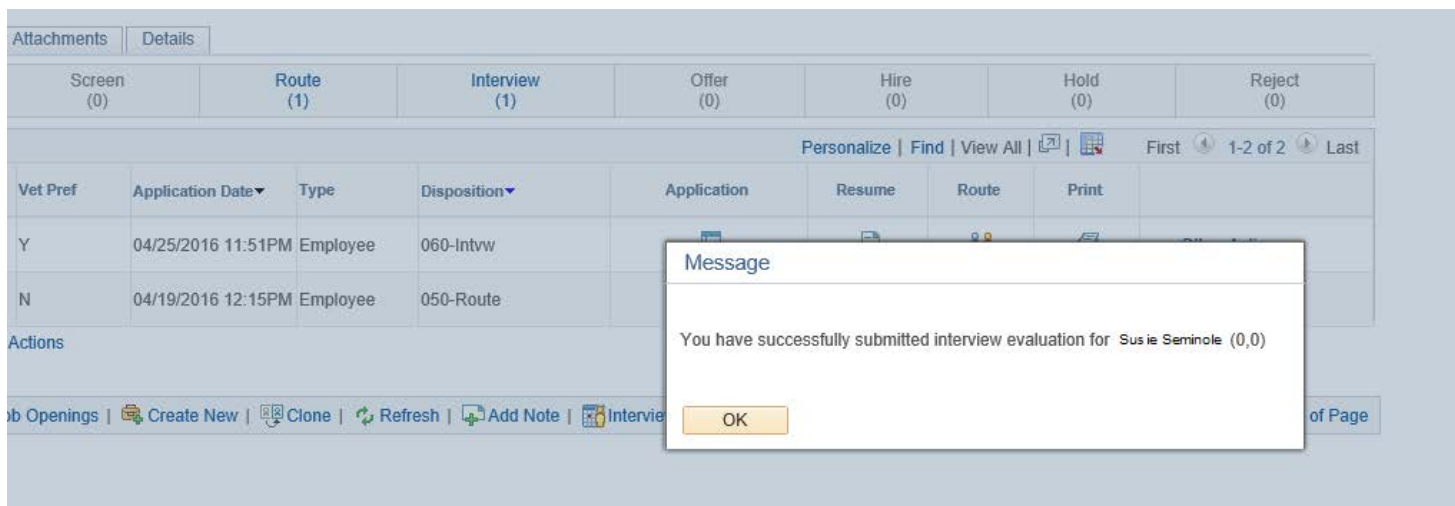 Attachments Details
Screen Route Interview Offer Hire Hold Reject
(0) (1) (1) (0) (0) (0) (0)
Personalize | Find | View All | | First 1-2 of 2 Last
Vet Pref Application Date Type Disposition Application Resume Route Print
Y 04/25/2016 11:51PM Employee 060-Intvw
Message
N 04/19/2016 12:15PM Employee 050-Route
You have successfully submitted interview evaluation for Susie Seminole (0,0)
Actions
Openings | Create New | Clone | Refresh | Add Note | Intervie of Page
OK